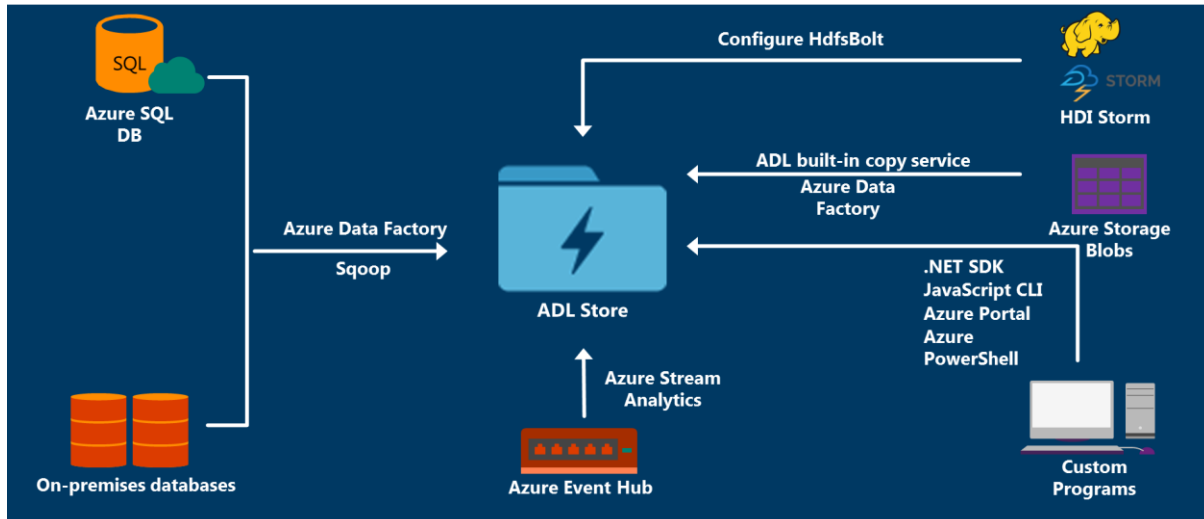 SQL
Azure SQL
DB
Configure HdfsBolt
STORM
HDI Storm
ADL built-in copy service
Azure Data
Factory
Azure Storage
Blobs
Azure Data Factory
Sqoop
ADL Store
.NET SDK
JavaScript CLI
Azure Portal
Azure
PowerShell
Azure Stream
Analytics
On-premises databases
Azure Event Hub
Custom
Programs